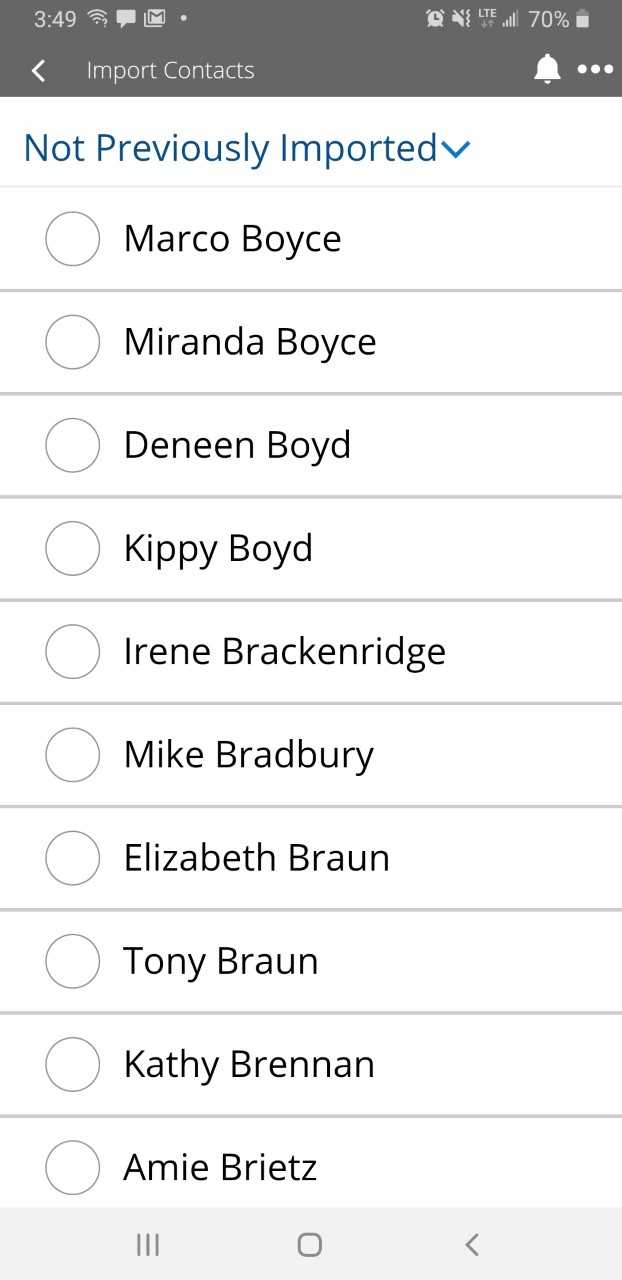 3:49
LTE
70%
Import Contacts
Not Previously Imported
Marco Boyce
Miranda Boyce
Deneen Boyd
Kippy Boyd
Irene Brackenridge
Mike Bradbury
Elizabeth Braun
Tony Braun
Kathy Brennan
Amie Brietz